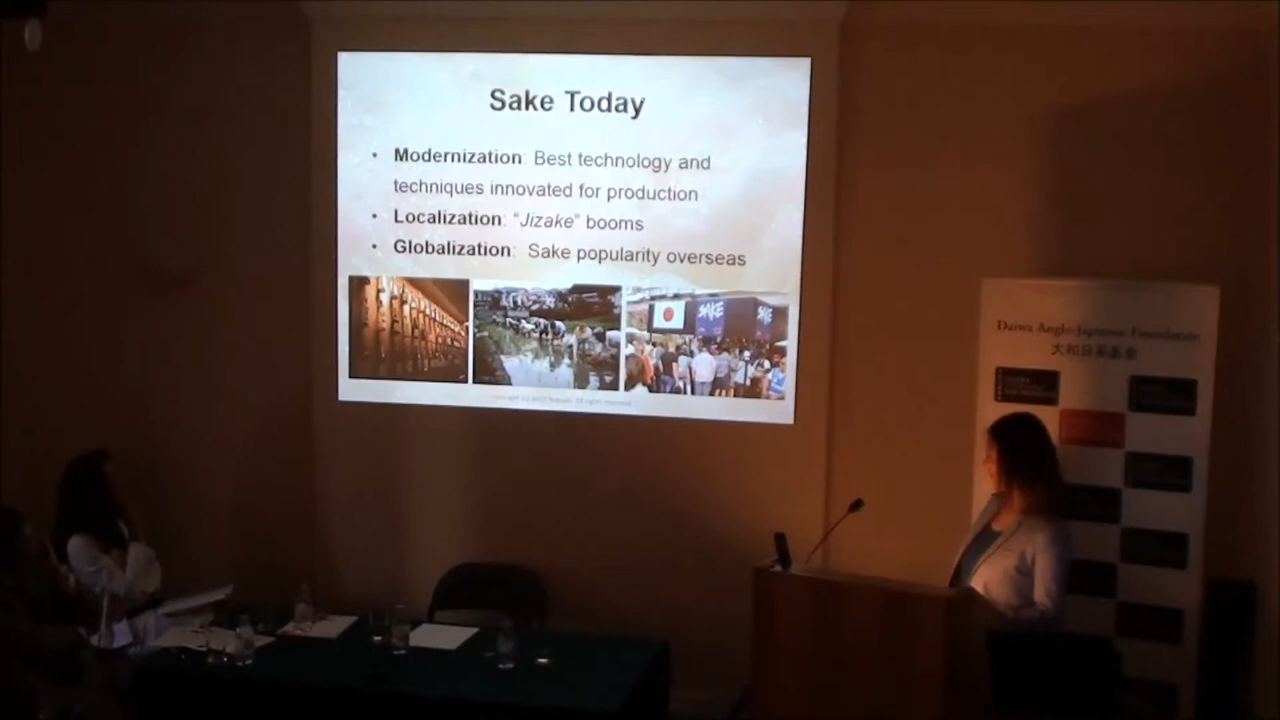 Sake Today
• Modernization: Best technology and
techniques innovated for production
• Localization: "Jizake" booms
• Globalization: Sake popularity overseas
SAKE
Daiwa Anglo-Japanese Foundation
大和日英基金